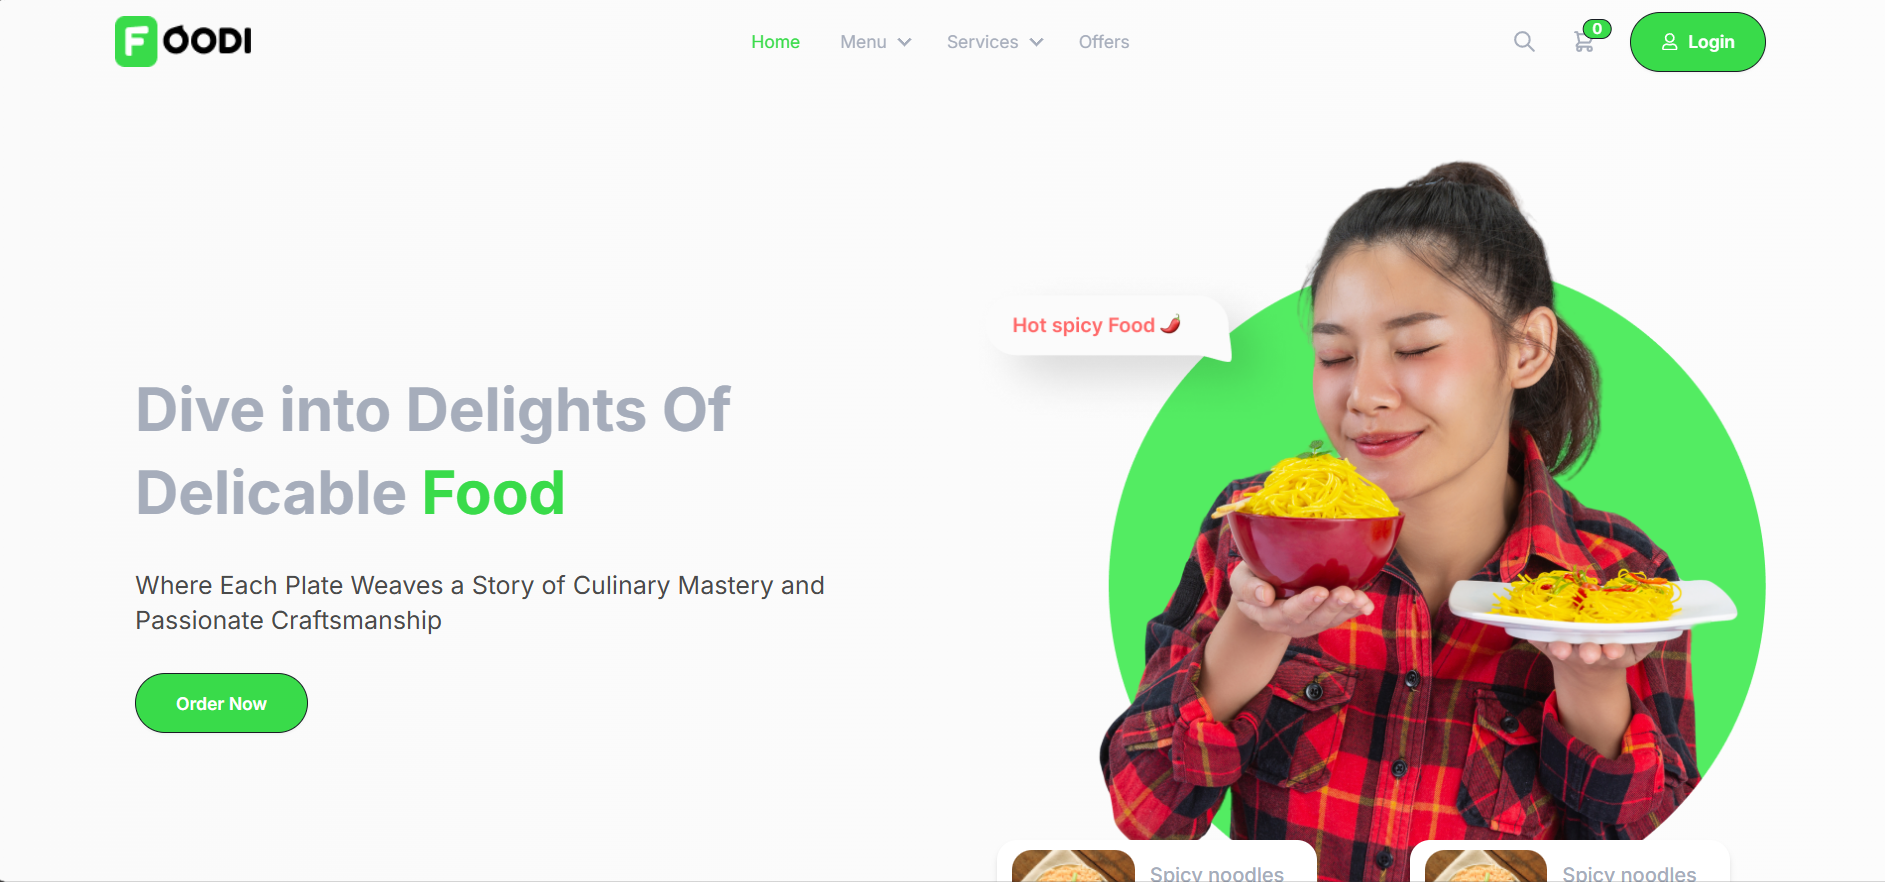 FOODI
Home
Menu
Services
Offers
0
Login
Hot spicy Food
Dive into Delights Of
Delicable Food
Where Each Plate Weaves a Story of Culinary Mastery and
Passionate Craftsmanship
Order Now
Spicy noodles
Spicy noodles